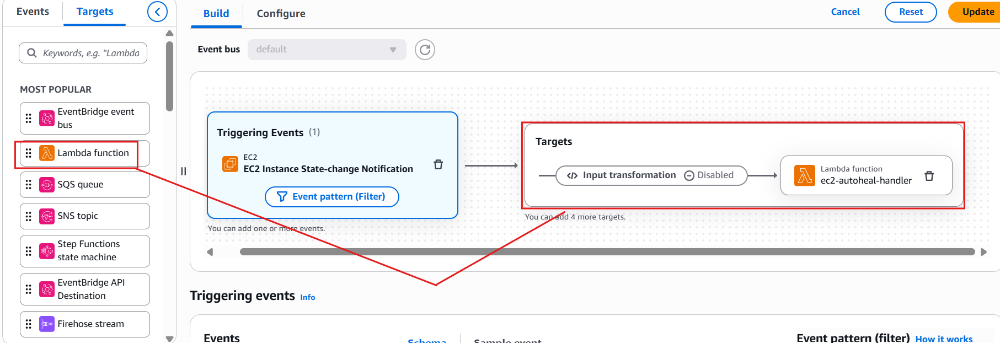 Events
Targets
Keywords, e.g. "Lambda
MOST POPULAR
EventBridge event
bus
Lambda function
SQS queue
SNS topic
Step Functions
state machine
EventBridge API
Destination
Firehose stream
Build
Configure
Cancel
Reset
Update
Event bus
default
Triggering Events (1)
EC2
EC2 Instance State-change Notification
Event pattern (Filter)
You can add one or more events.
Targets
Input transformation
Disabled
Lambda function
ec2-autoheal-handler
You can add 4 more targets.
Triggering events Info
Events
Schema
Sample event
Event pattern (filter) How it works